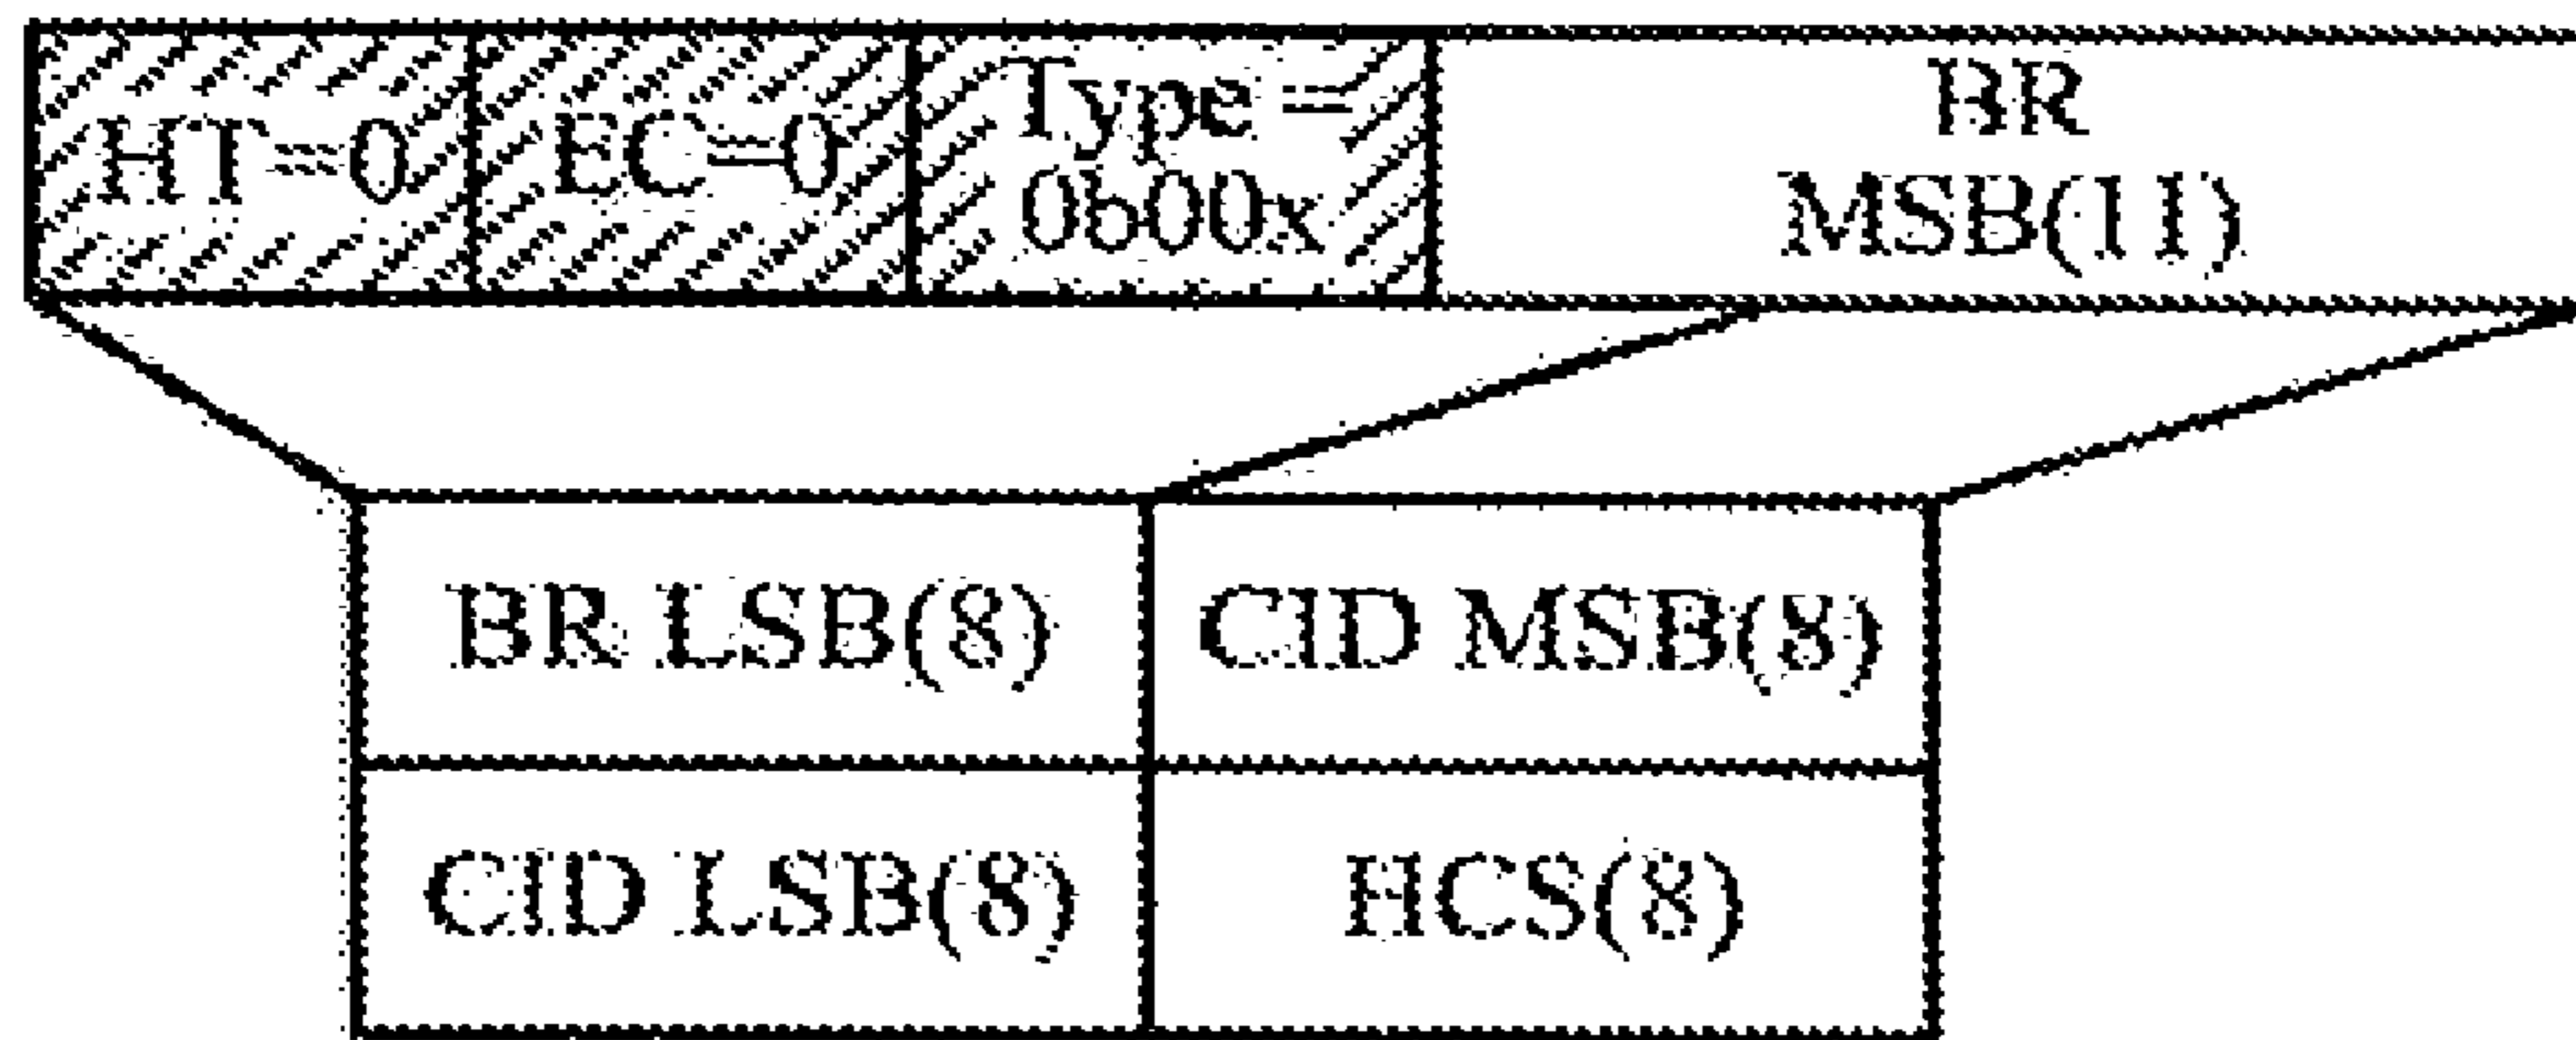 HT=0 EC=0 Type =
0b00x
BR
MSB(11)
BR LSB(8) CID MSB(8)
CID LSB(8) HCS(8)